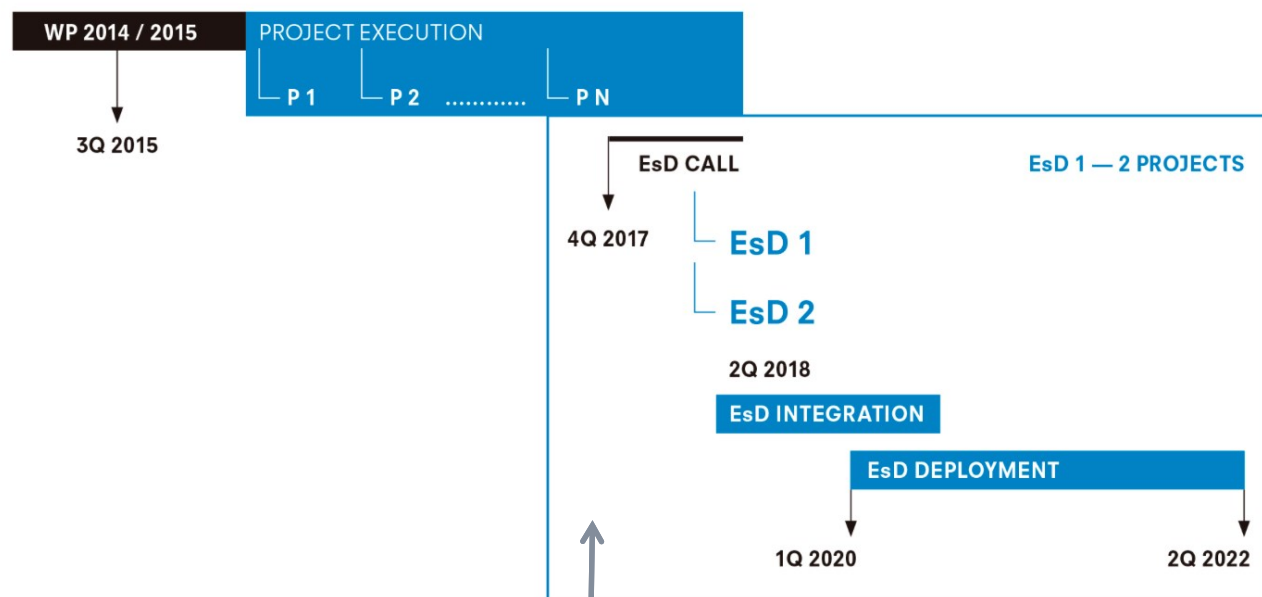 WP 2014 / 2015
PROJECT EXECUTION
P 1
P 2
............
P N
3Q 2015
EsD CALL
EsD 1 — 2 PROJECTS
4Q 2017
EsD 1
EsD 2
2Q 2018
EsD INTEGRATION
EsD DEPLOYMENT
1Q 2020
2Q 2022